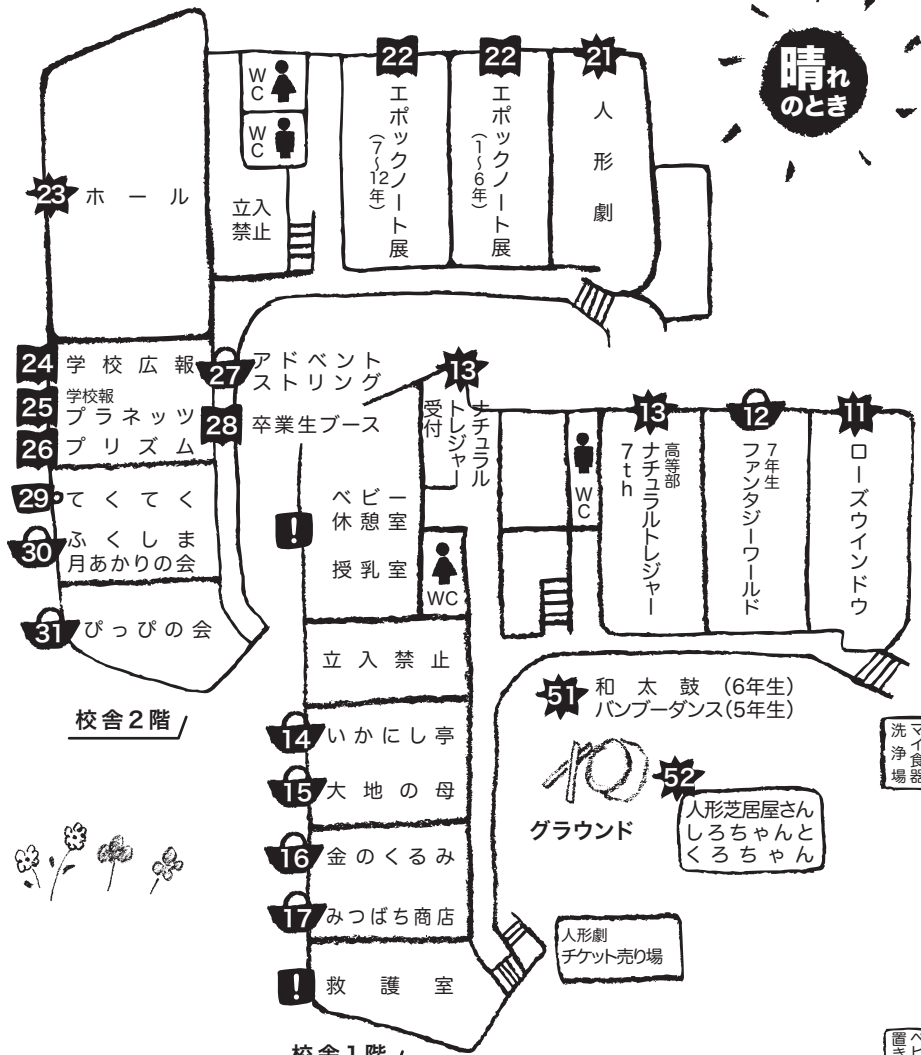 晴れ
のとき
22
22
21
WC
WC
エポックノート展
(7〜12年)
エポックノート展
(1〜6年)
人形劇
23
ホール
立入
禁止
24
学校広報
25
学校報
プラネッツ
26
プリズム
27
アドベント
ストリング
28
卒業生ブース
29
てくてく
30
ふくしま
月あかりの会
31
ぴっぴの会
校舎2階
13
ナチュラル
トレジャー
受付
13
高等部
ナチュラルトレジャー
7th
12
7年生
ファンタジーワールド
11
ローズウインドウ
WC
!
ベビー
休憩室
授乳室
WC
立入禁止
14
いかにし亭
15
大地の母
16
金のくるみ
17
みつばち商店
!
救護室
校舎1階
51
和太鼓 (6年生)
バンブーダンス(5年生)
グラウンド
52
人形芝居屋さん
しろちゃんと
くろちゃん
人形劇
チケット売り場
マイ食器
洗浄場